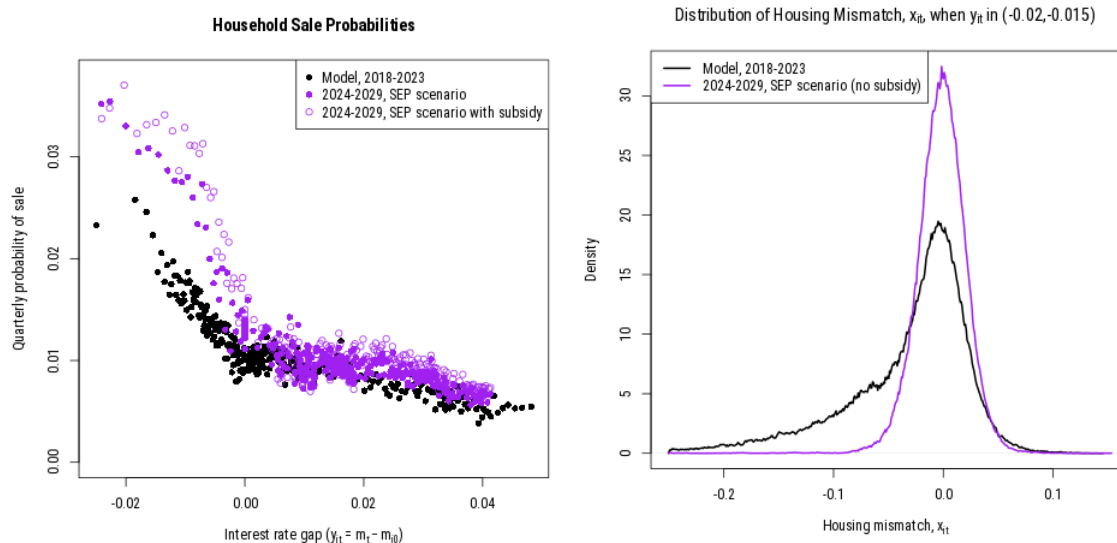 Household Sale Probabilities
Model, 2018-2023
2024-2029, SEP scenario
2024-2029, SEP scenario with subsidy
Quarterly probability of sale
0.03
0.02
0.01
0.00
-0.02
0.00
0.02
0.04
Interest rate gap (yit = mt − mi0)
Distribution of Housing Mismatch, xit, when yit in (-0.02,-0.015)
Model, 2018-2023
2024-2029, SEP scenario (no subsidy)
Density
30
25
20
15
10
5
0
-0.2
-0.1
0.0
0.1
Housing mismatch, xit